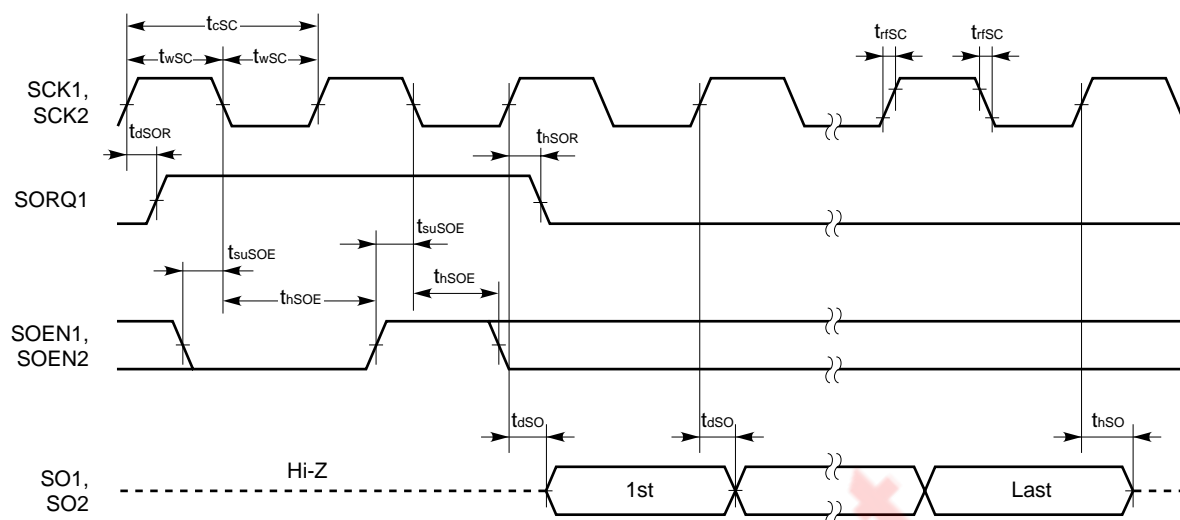 tcSC
twSC twSC trfSC trfSC
SCK1,
SCK2
tdSOR thSOR
SORQ1
tsuSOE tsuSOE
thSOE thSOE
SOEN1,
SOEN2
tdSO tdSO thSO
SO1,
SO2
Hi-Z 1st Last